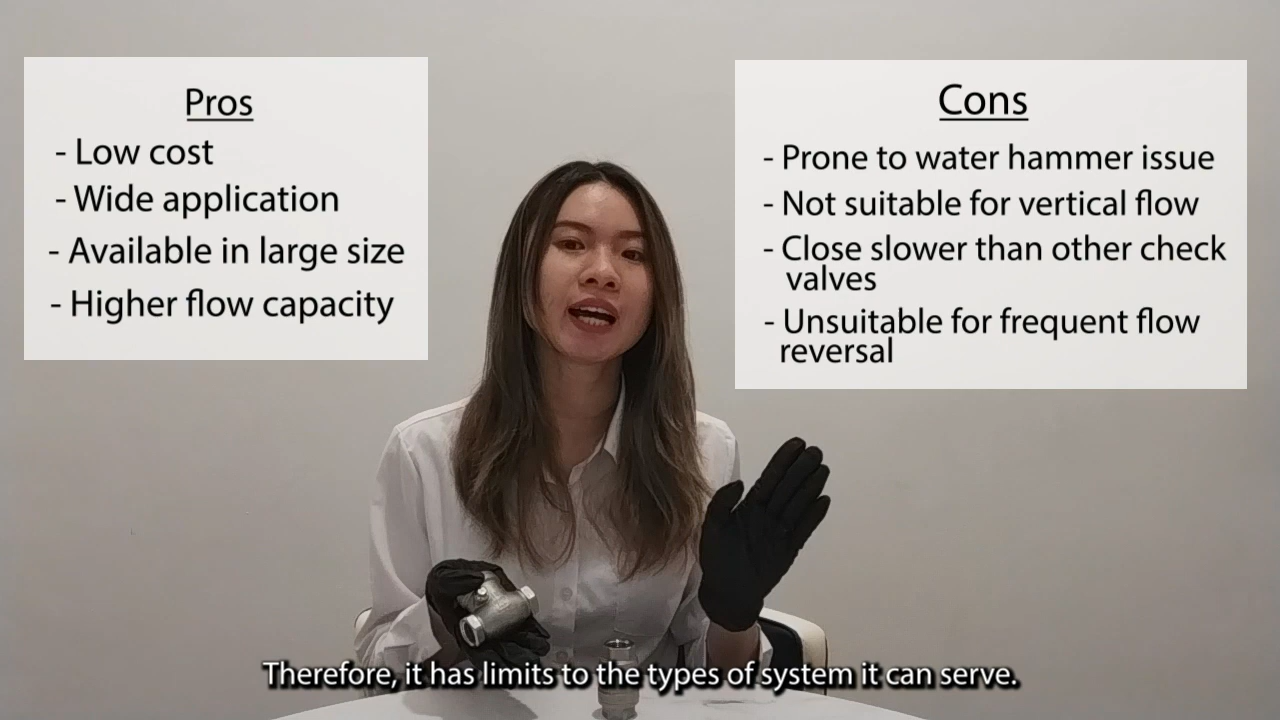 Pros
- Low cost
- Wide application
- Available in large size
- Higher flow capacity
Cons
- Prone to water hammer issue
- Not suitable for vertical flow
- Close slower than other check
valves
- Unsuitable for frequent flow
reversal
Therefore, it has limits to the types of system it can serve.